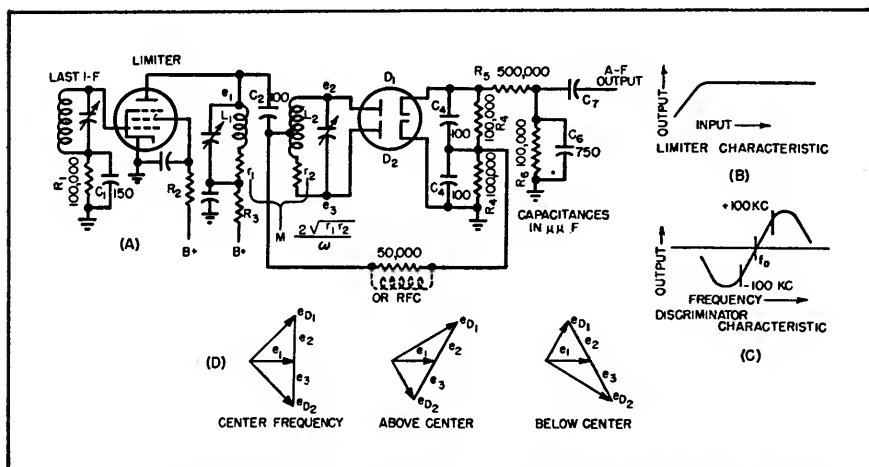 LIMITER
LAST I-F
R1
100,000
C1
150
R2
B+
(A)
e1
L1
r1
R3
B+
C2
100
L2
r2
M
2√r1 r2
ω
e2
e3
D1
D2
C4
100
C4
100
R4
100,000
R4
100,000
R5 500,000
R6
100,000
C6
750
C7
A-F
OUTPUT
CAPACITANCES
IN μμF
50,000
OR RFC
OUTPUT
INPUT
LIMITER CHARACTERISTIC
(B)
+100 KC
fo
-100 KC
OUTPUT
FREQUENCY
DISCRIMINATOR
CHARACTERISTIC
(C)
(D)
eD1
e2
e1
e3
eD2
CENTER FREQUENCY
eD1
e2
e1
e3
eD2
ABOVE CENTER
eD1
e2
e1
e3
eD2
BELOW CENTER